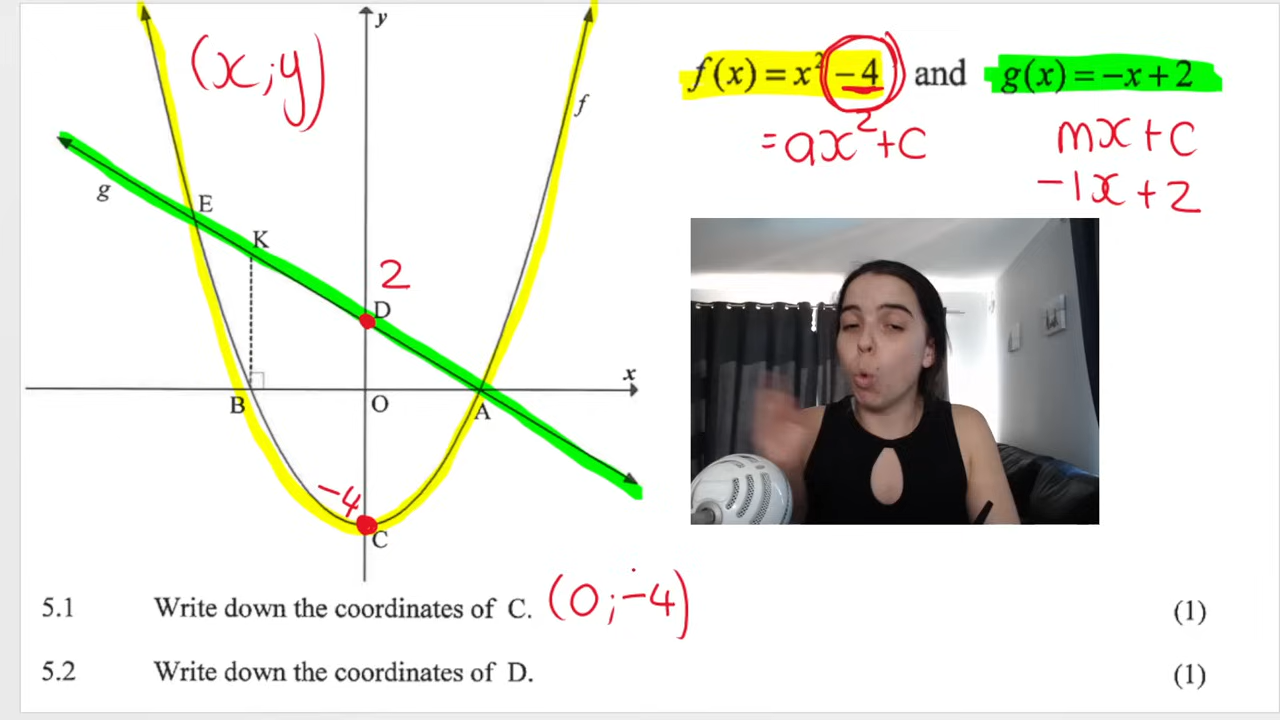 f(x) = x² −4 and g(x) = −x + 2
= ax² + c
mx + c
−1x + 2
(x ; y)
y
f
g
E
K
2
D
x
B
O
A
−4
C
5.1 Write down the coordinates of C. (0 ; −4) (1)
5.2 Write down the coordinates of D. (1)